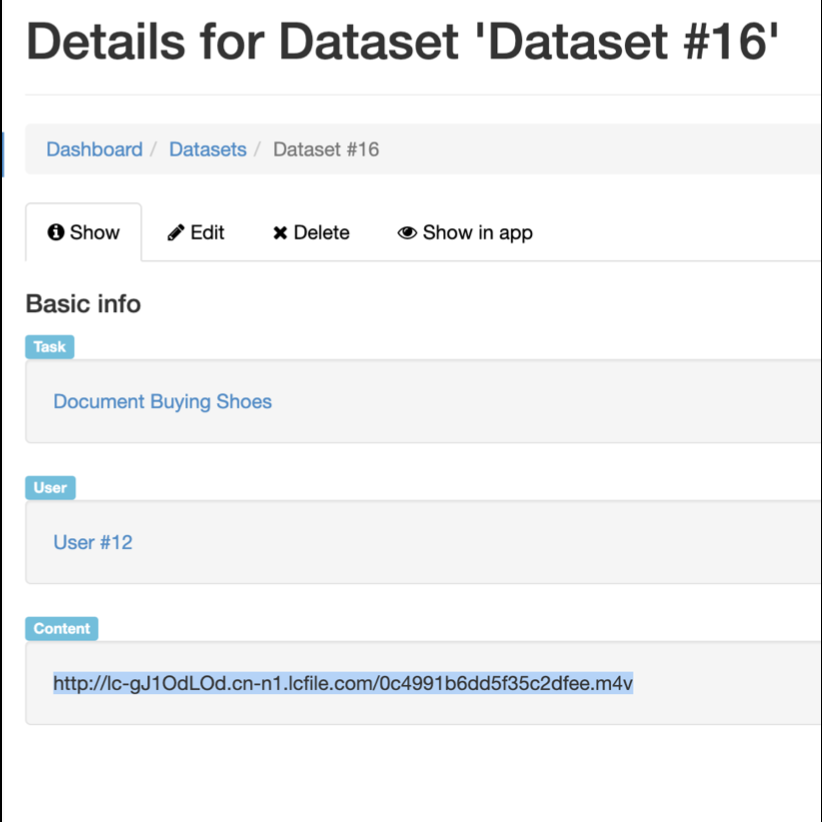 Details for Dataset 'Dataset #16'
Dashboard / Datasets / Dataset #16
Show Edit Delete Show in app
Basic info
Task
Document Buying Shoes
User
User #12
Content
http://lc-gJ1OdLOd.cn-n1.lcfile.com/0c4991b6dd5f35c2dfee.m4v